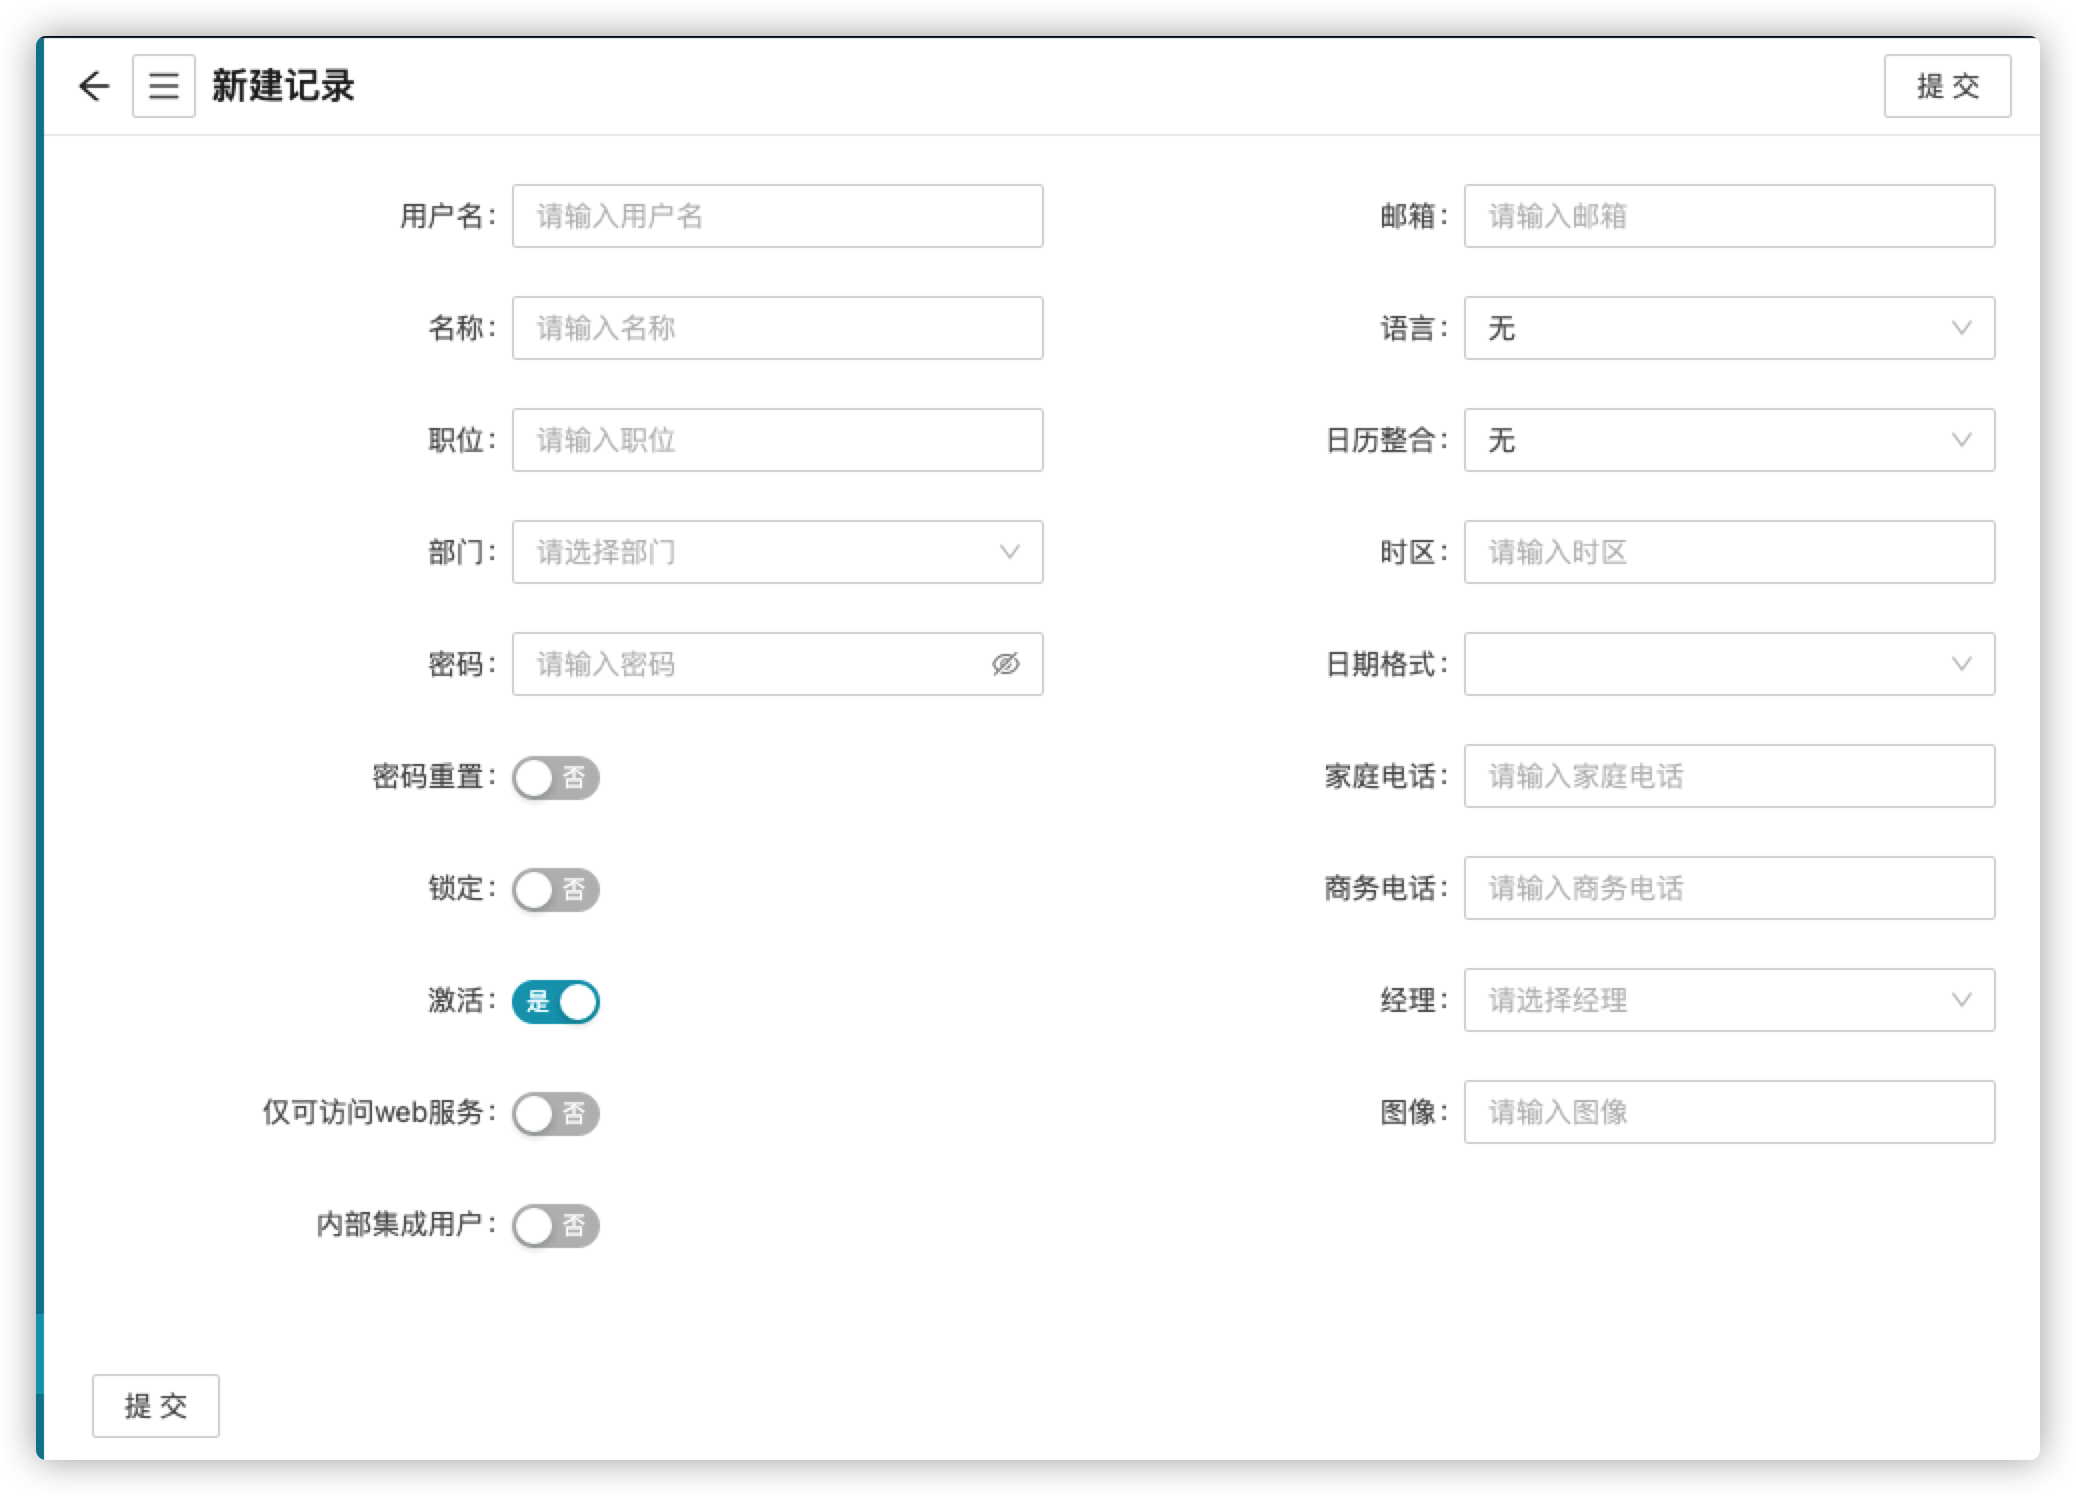 新建记录
提 交
用户名：
请输入用户名
名称：
请输入名称
职位：
请输入职位
部门：
请选择部门
密码：
请输入密码
密码重置：
否
锁定：
否
激活：
是
仅可访问web服务：
否
内部集成用户：
否
邮箱：
请输入邮箱
语言：
无
日历整合：
无
时区：
请输入时区
日期格式：
家庭电话：
请输入家庭电话
商务电话：
请输入商务电话
经理：
请选择经理
图像：
请输入图像
提 交